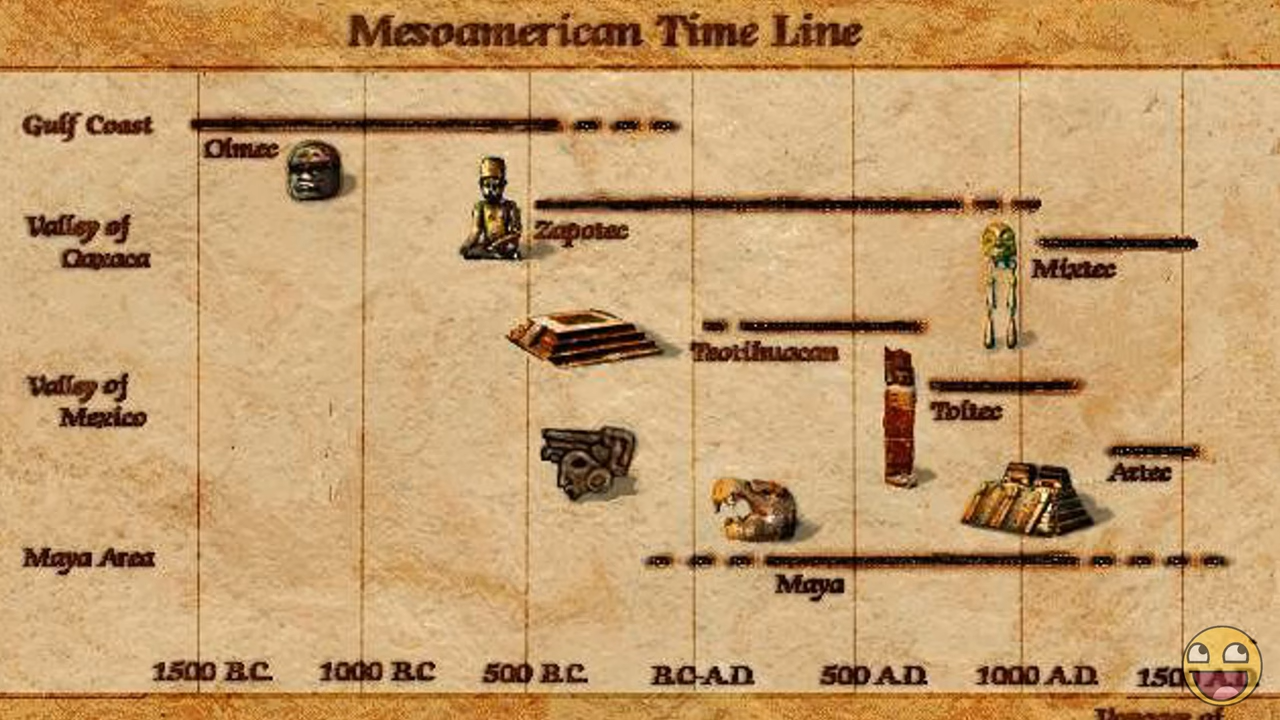 Mesoamerican Time Line
Gulf Coast
Olmec
Valley of
Oaxaca
Zapotec
Mixtec
Teotihuacan
Valley of
Mexico
Toltec
Aztec
Maya Area
Maya
1500 B.C.
1000 B.C
500 B.C.
B.C-A.D.
500 A.D.
1000 A.D.